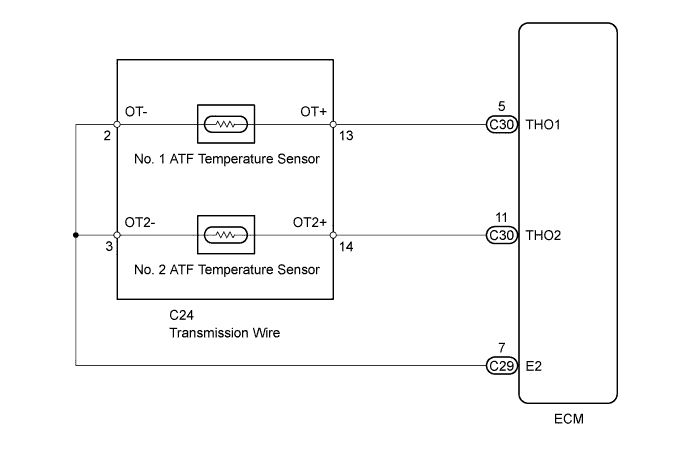 5
OT-
OT+
C30
THO1
2
13
No. 1 ATF Temperature Sensor
11
OT2-
OT2+
C30
THO2
3
14
No. 2 ATF Temperature Sensor
C24
Transmission Wire
7
C29
E2
ECM